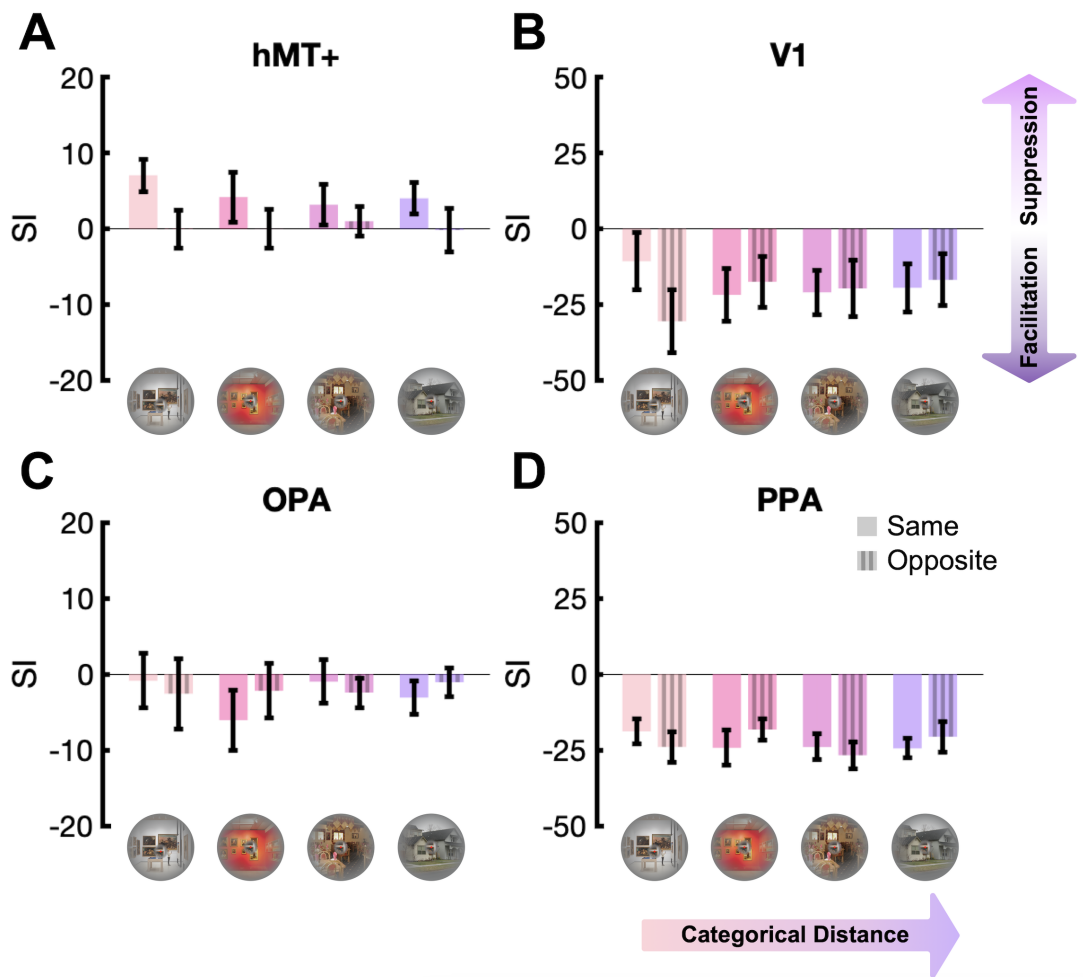 A
hMT+
20
10
0
-10
-20
SI
B
V1
50
25
0
-25
-50
SI
Suppression
Facilitation
C
OPA
20
10
0
-10
-20
SI
D
PPA
50
25
0
-25
-50
SI
Same
Opposite
Categorical Distance